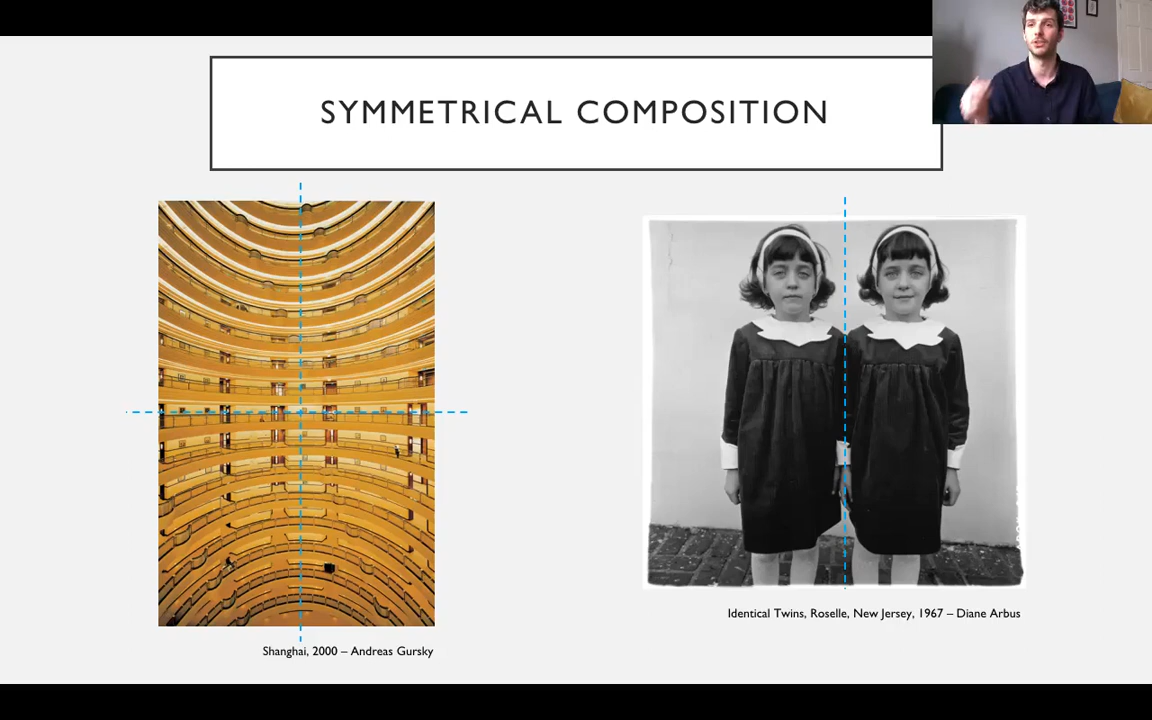 SYMMETRICAL COMPOSITION
Identical Twins, Roselle, New Jersey, 1967 – Diane Arbus
Shanghai, 2000 – Andreas Gursky